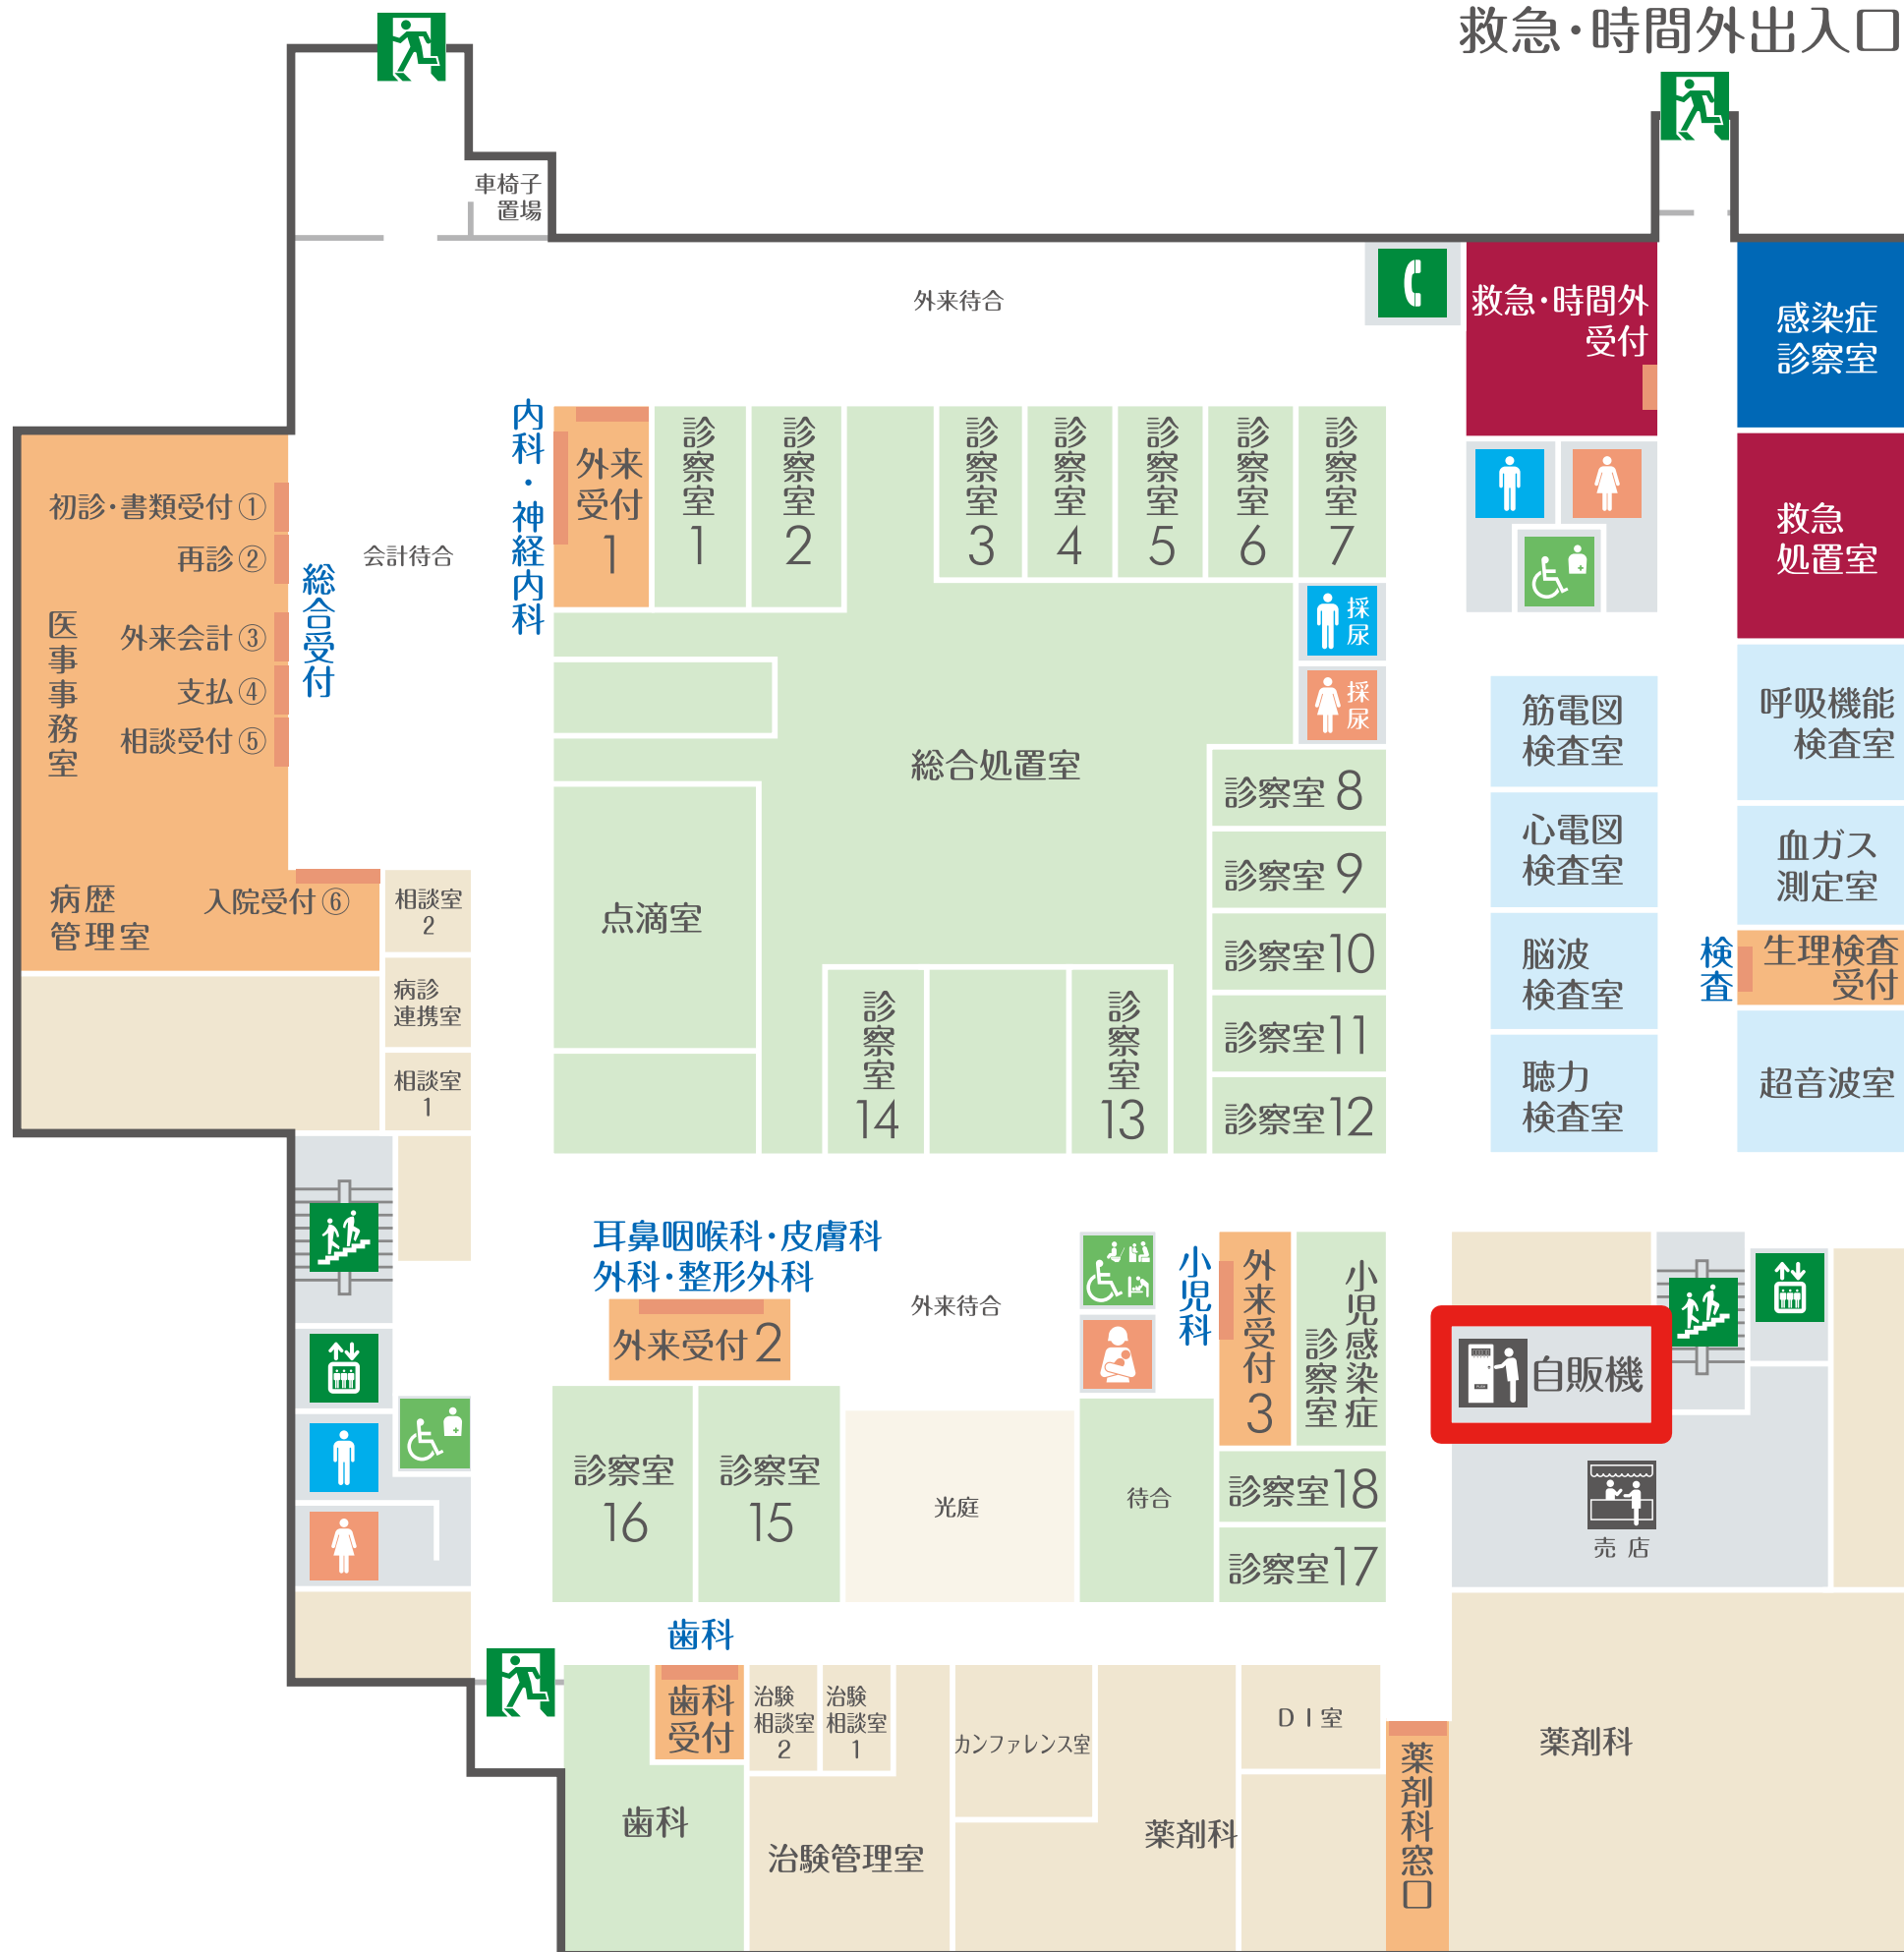 救急・時間外出入口
車椅子
置場
外来待合
救急・時間外
受付
感染症
診察室
内科・神経内科
外来
受付
1
診察室
1
診察室
2
診察室
3
診察室
4
診察室
5
診察室
6
診察室
7
初診・書類受付①
再診②
外来会計③
支払④
相談受付⑤
医事事務室
総合受付
会計待合
救急
処置室
採尿
採尿
総合処置室
筋電図
検査室
呼吸機能
検査室
診察室 8
診察室 9
診察室10
診察室11
診察室12
心電図
検査室
血ガス
測定室
病歴
管理室
入院受付⑥
相談室
2
点滴室
脳波
検査室
検査
生理検査
受付
病診
連携室
相談室
1
診察室
14
診察室
13
聴力
検査室
超音波室
耳鼻咽喉科・皮膚科
外科・整形外科
外来受付 2
外来待合
小児科
外来受付
3
小児感染症
診察室
自販機
診察室
16
診察室
15
光庭
待合
診察室18
診察室17
売店
歯科
歯科
受付
治験
相談室
2
治験
相談室
1
カンファレンス室
DI室
薬剤科
薬剤科窓口
歯科
治験管理室
薬剤科